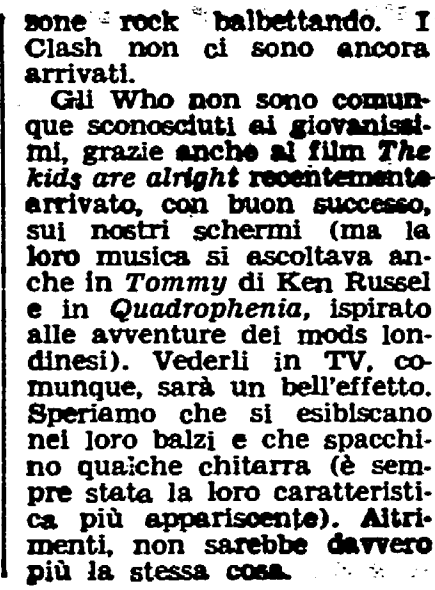 zone rock balbettando. I
Clash non ci sono ancora
arrivati.
Gli Who non sono comun-
que sconosciuti ai giovanissi-
mi, grazie anche al film The
kids are alright recentemente
arrivato, con buon successo,
sui nostri schermi (ma la
loro musica si ascoltava an-
che in Tommy di Ken Russel
e in Quadrophenia, ispirato
alle avventure dei mods lon-
dinesi). Vederli in TV, co-
munque, sarà un bell'effetto.
Speriamo che si esibiscano
nei loro balzi e che spacchi-
no qualche chitarra (è sem-
pre stata la loro caratteristi-
ca più appariscente). Altri-
menti, non sarebbe davvero
più la stessa cosa.